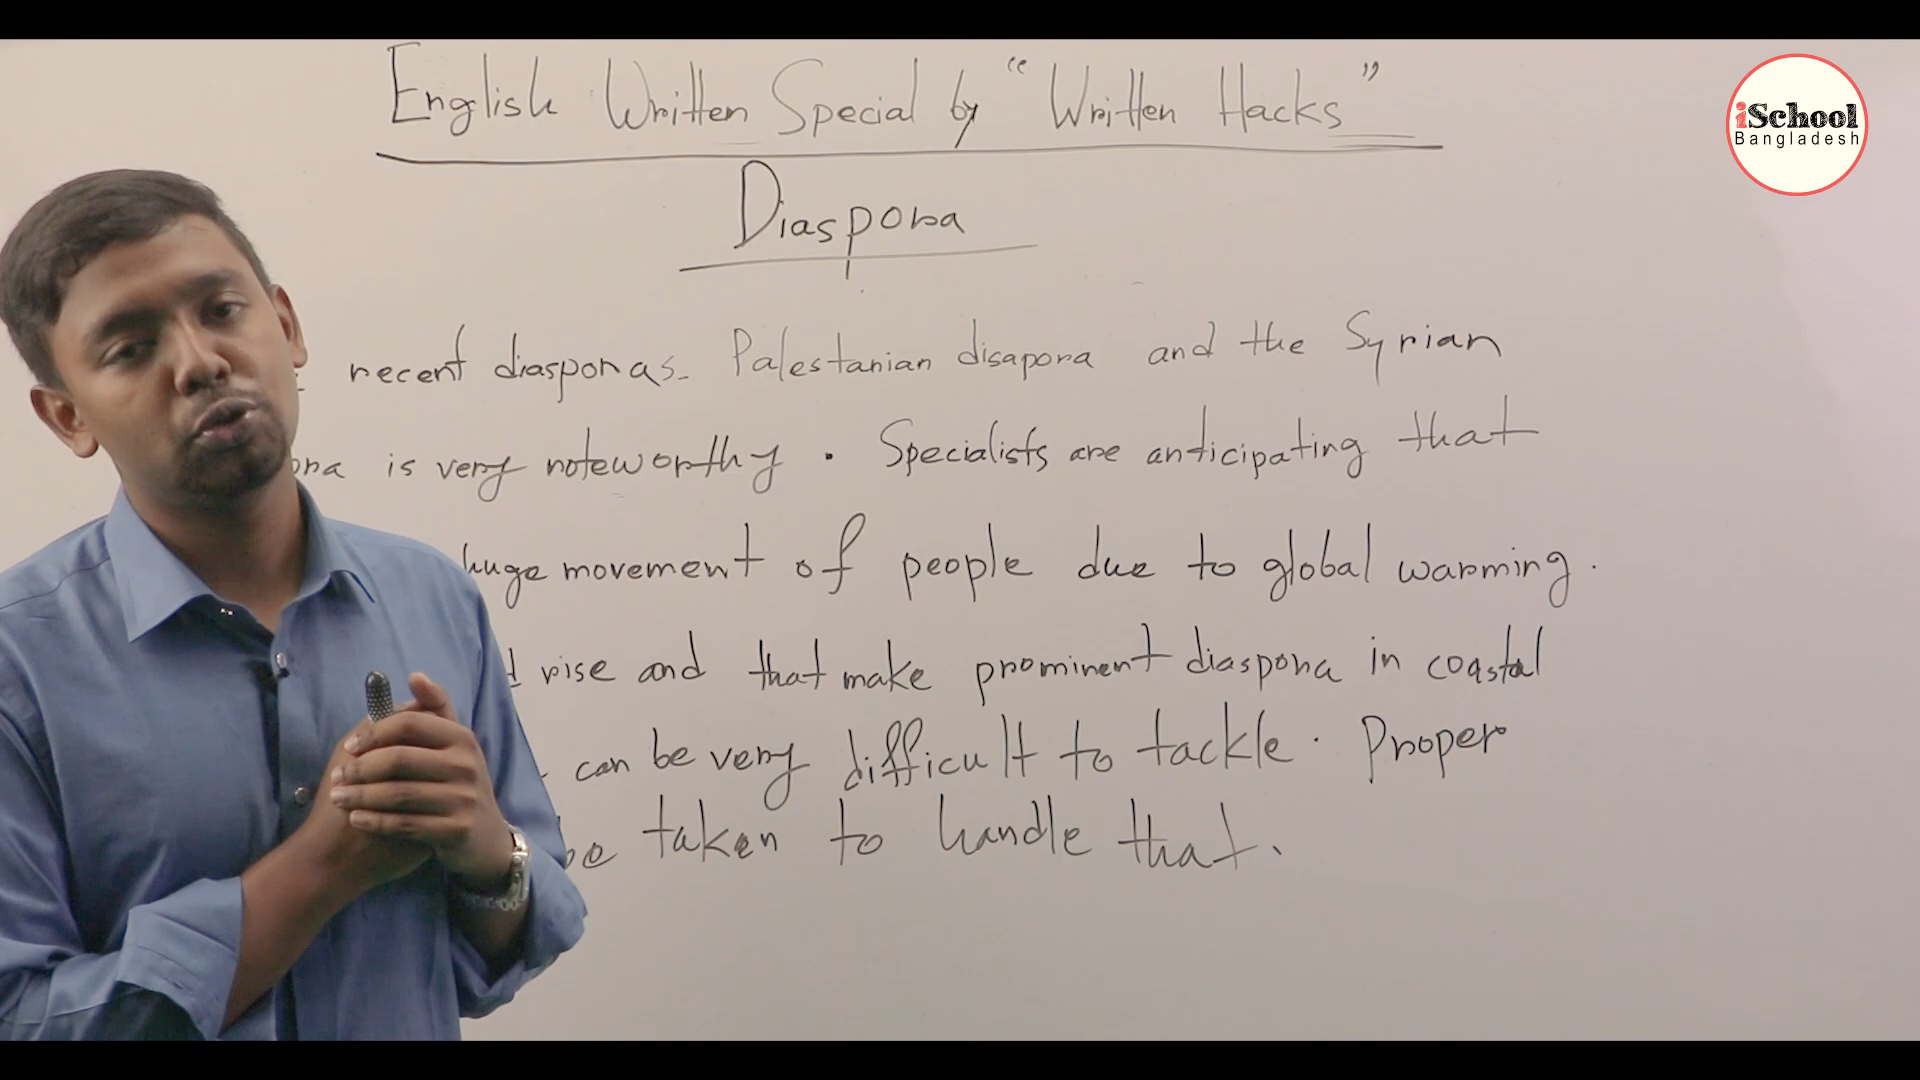 English Written Special by "Written Hacks"
iSchool
Bangladesh
Diaspora
recent diasporas. Palestanian disapora and the Syrian
is very noteworthy. Specialists are anticipating that
huge movement of people due to global warming.
rise and that make prominent diaspora in coastal
can be very difficult to tackle. Proper
be taken to handle that.